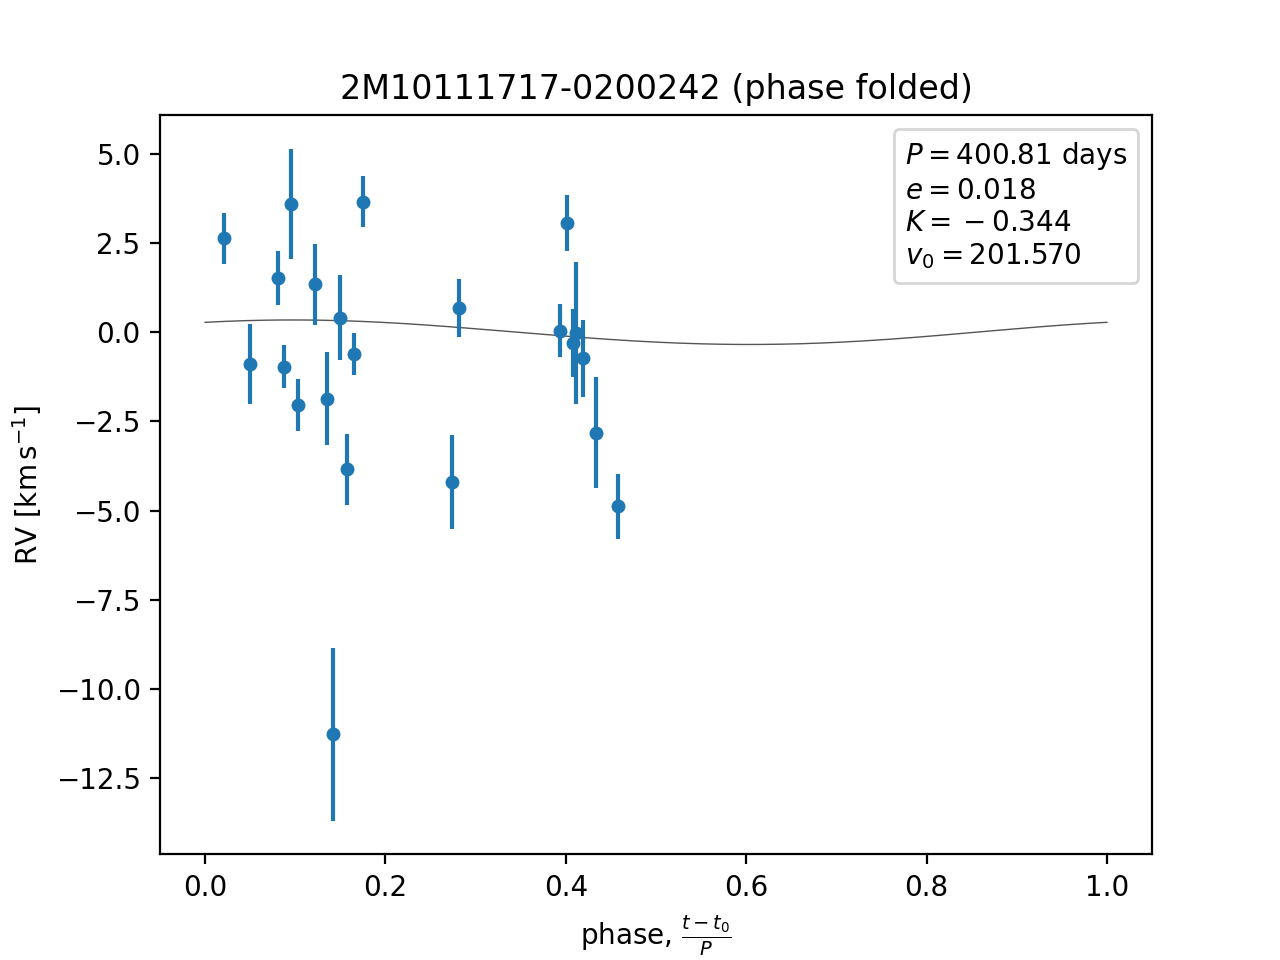 2M10111717-0200242 (phase folded)
P = 400.81 days
e = 0.018
K = −0.344
v₀ = 201.570
RV [km s⁻¹]
5.0
2.5
0.0
−2.5
−5.0
−7.5
−10.0
−12.5
0.0 0.2 0.4 0.6 0.8 1.0
phase, (t − t₀)/P